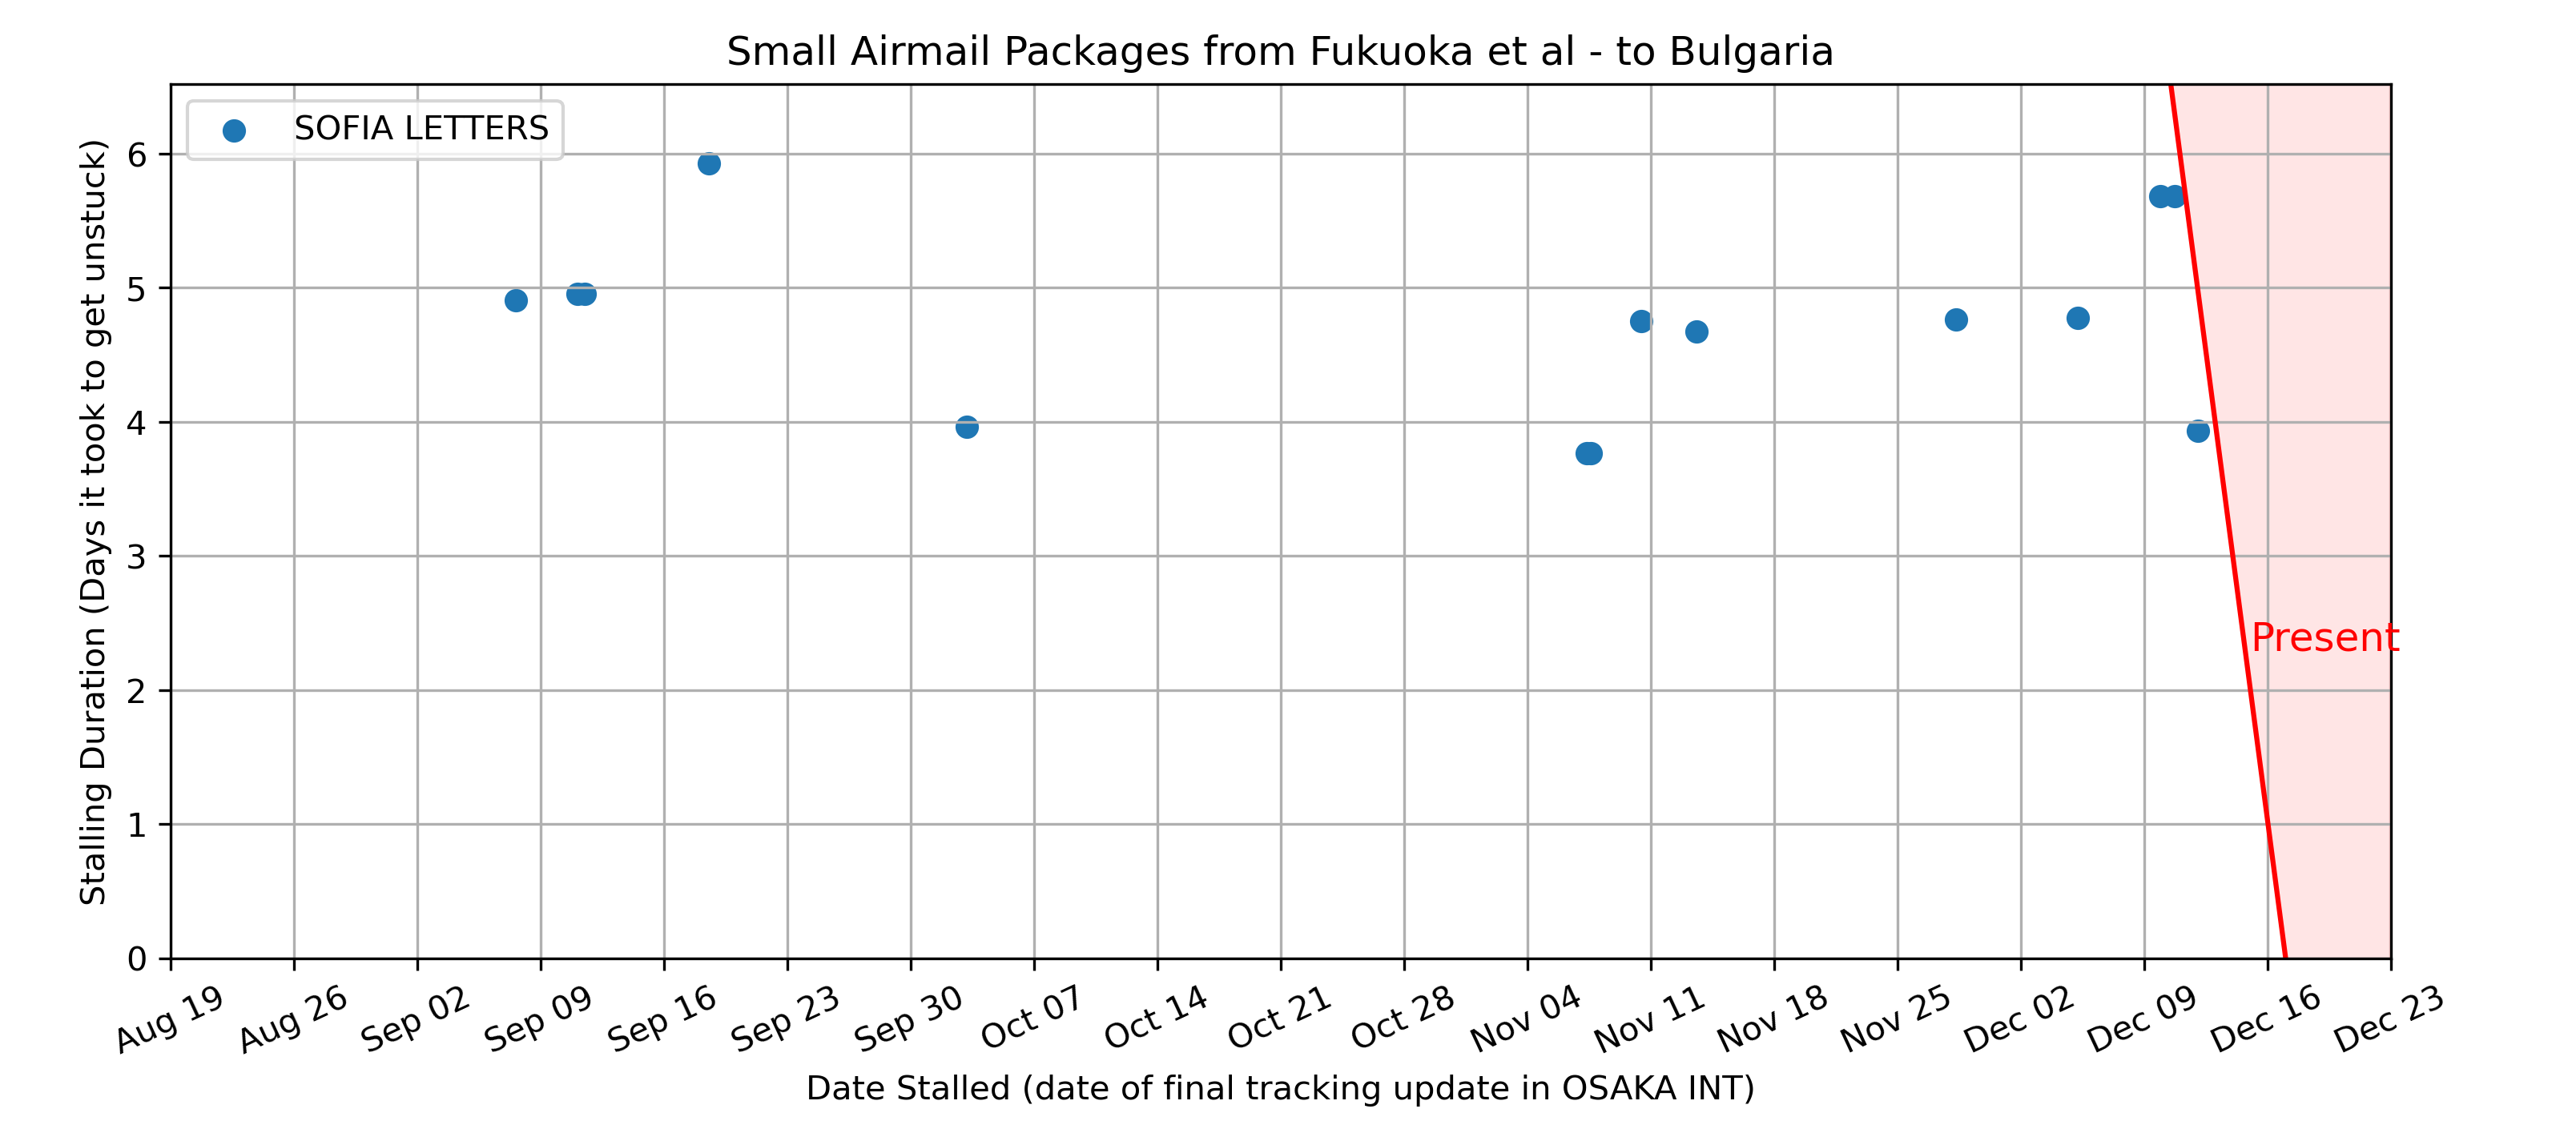 Small Airmail Packages from Fukuoka et al - to Bulgaria
SOFIA LETTERS
Stalling Duration (Days it took to get unstuck)
6
5
4
3
2
1
0
Present
Aug 19
Aug 26
Sep 02
Sep 09
Sep 16
Sep 23
Sep 30
Oct 07
Oct 14
Oct 21
Oct 28
Nov 04
Nov 11
Nov 18
Nov 25
Dec 02
Dec 09
Dec 16
Dec 23
Date Stalled (date of final tracking update in OSAKA INT)